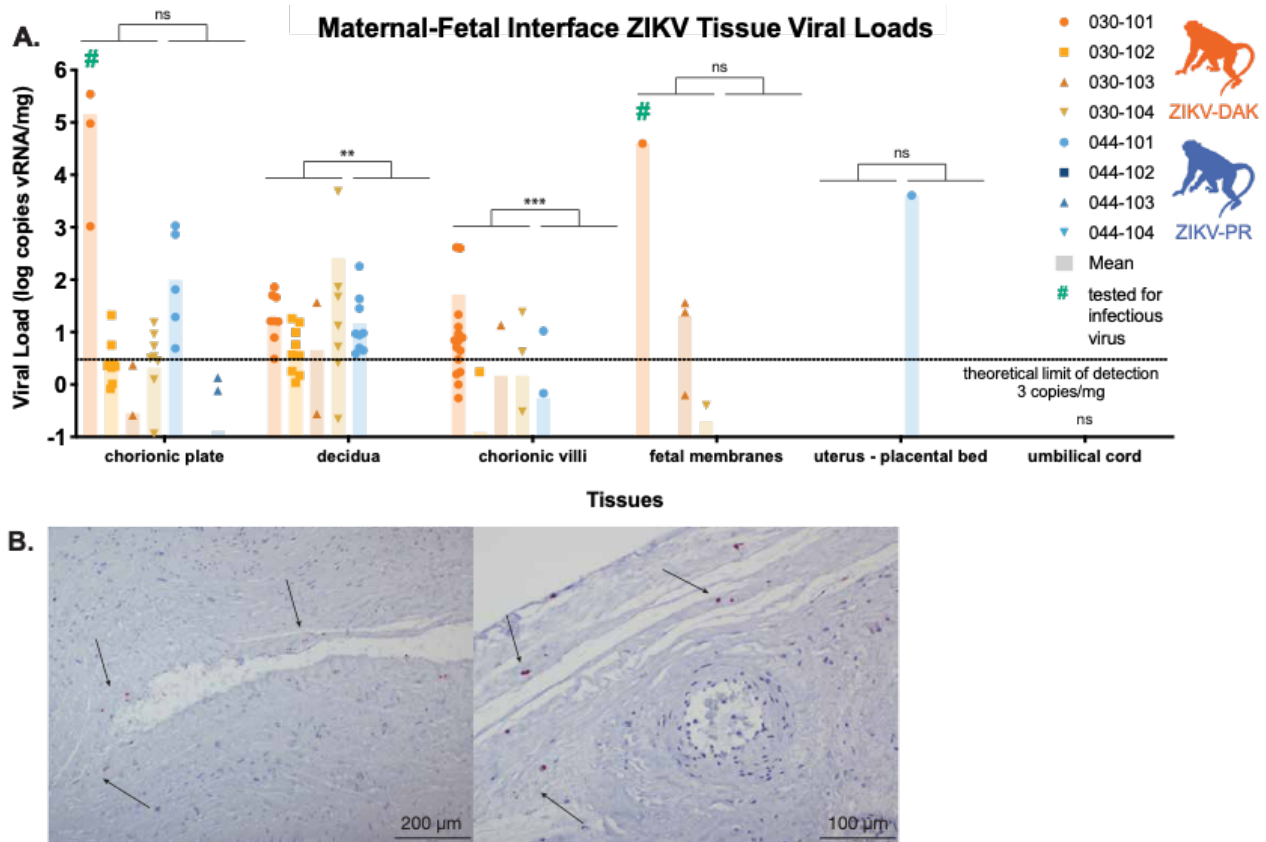 A.
Maternal-Fetal Interface ZIKV Tissue Viral Loads
ns
#
**
***
#
ns
ns
ns
6
5
4
3
2
1
0
-1
Viral Load (log copies vRNA/mg)
theoretical limit of detection
3 copies/mg
chorionic plate
decidua
chorionic villi
fetal membranes
uterus - placental bed
umbilical cord
Tissues
030-101
030-102
030-103
030-104
044-101
044-102
044-103
044-104
Mean
# tested for
infectious
virus
ZIKV-DAK
ZIKV-PR
B.
200 µm
100 µm